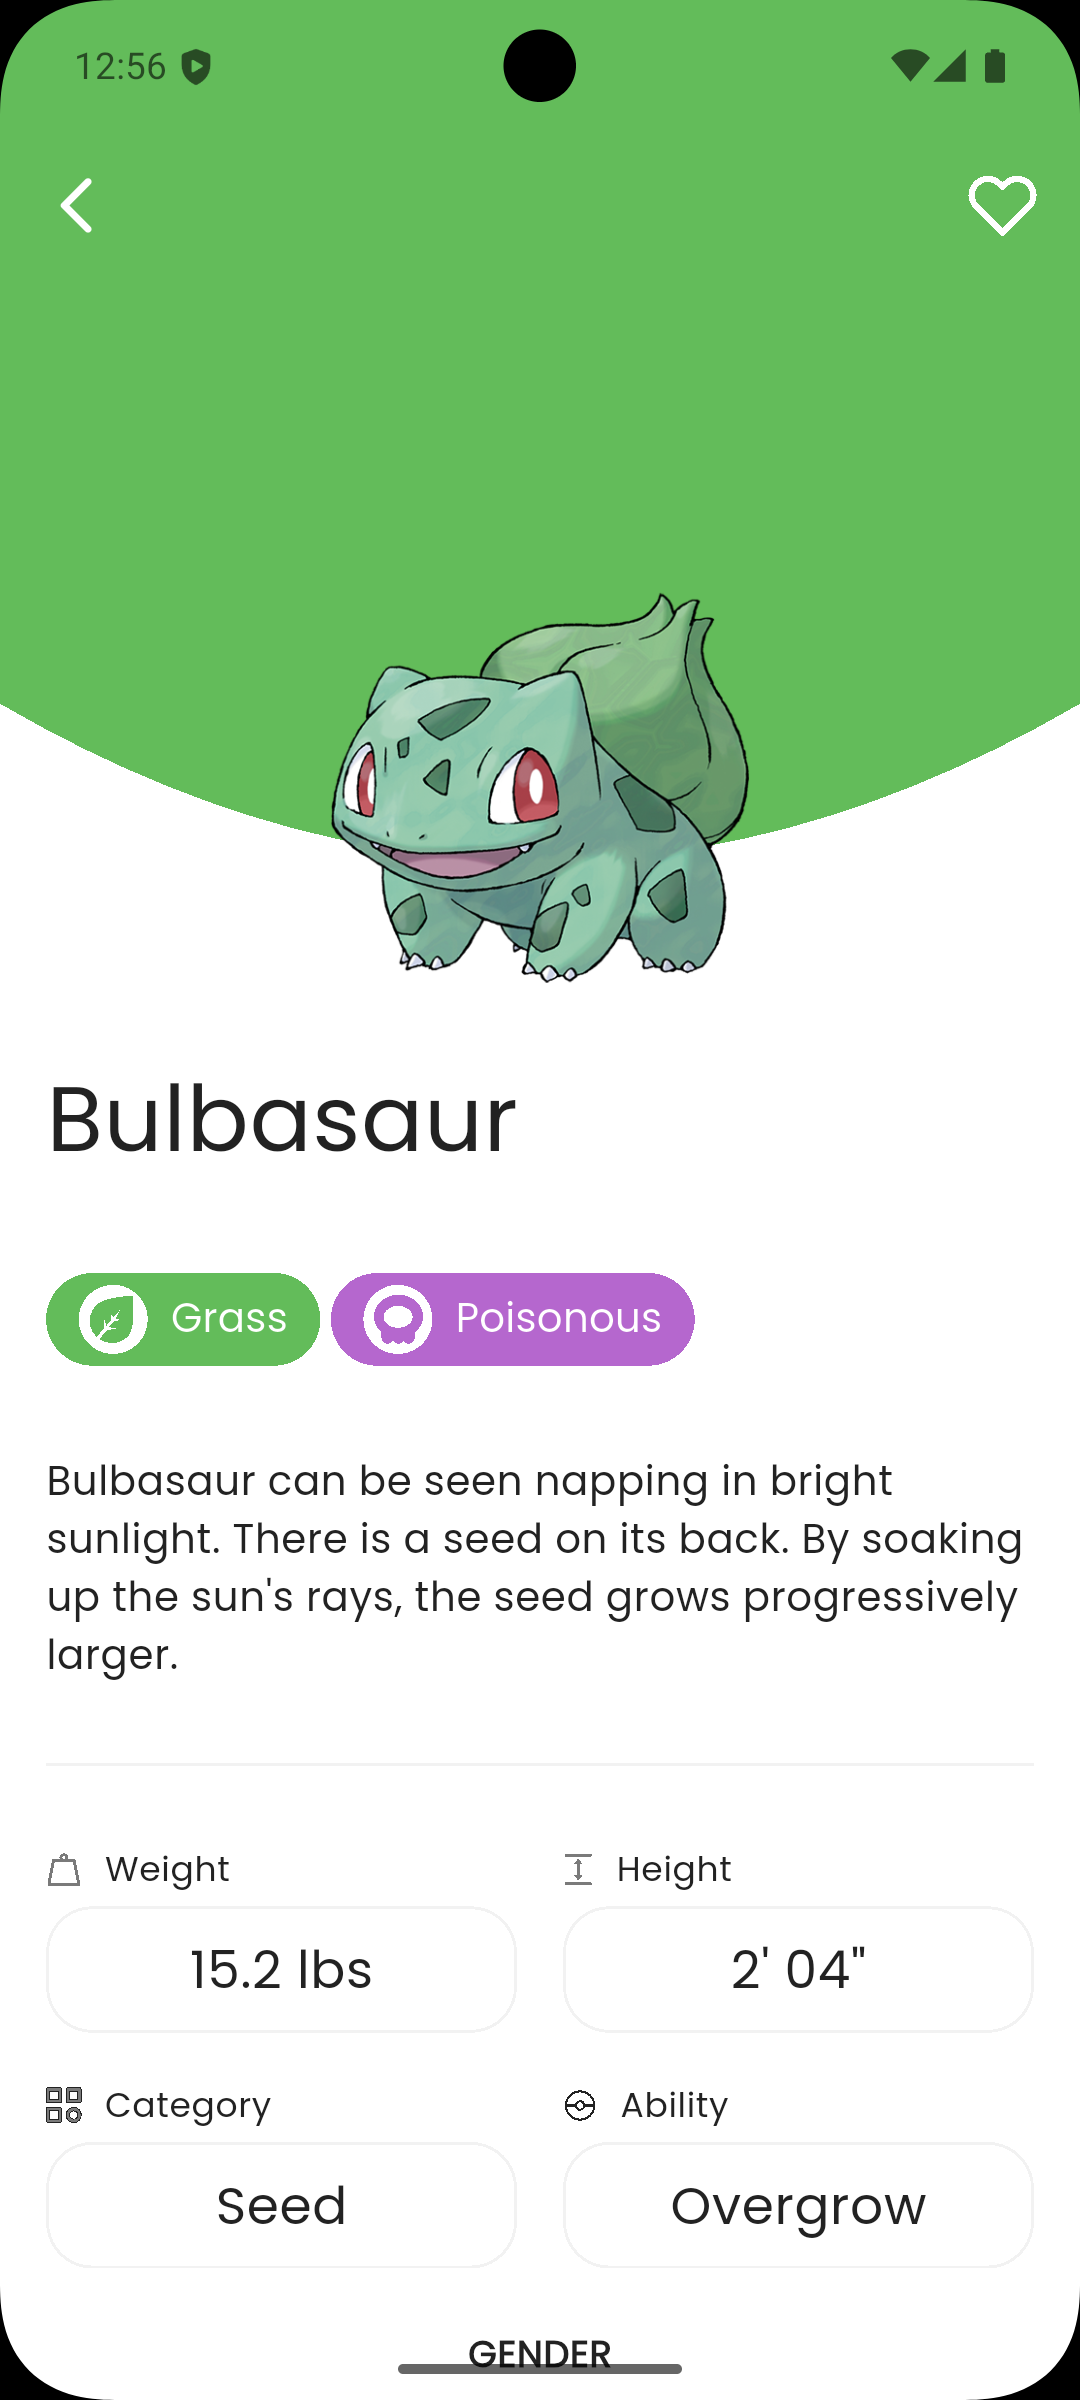 12:56
Bulbasaur
Grass
Poisonous
Bulbasaur can be seen napping in bright
sunlight. There is a seed on its back. By soaking
up the sun's rays, the seed grows progressively
larger.
Weight
Height
15.2 lbs
2' 04"
Category
Ability
Seed
Overgrow
GENDER